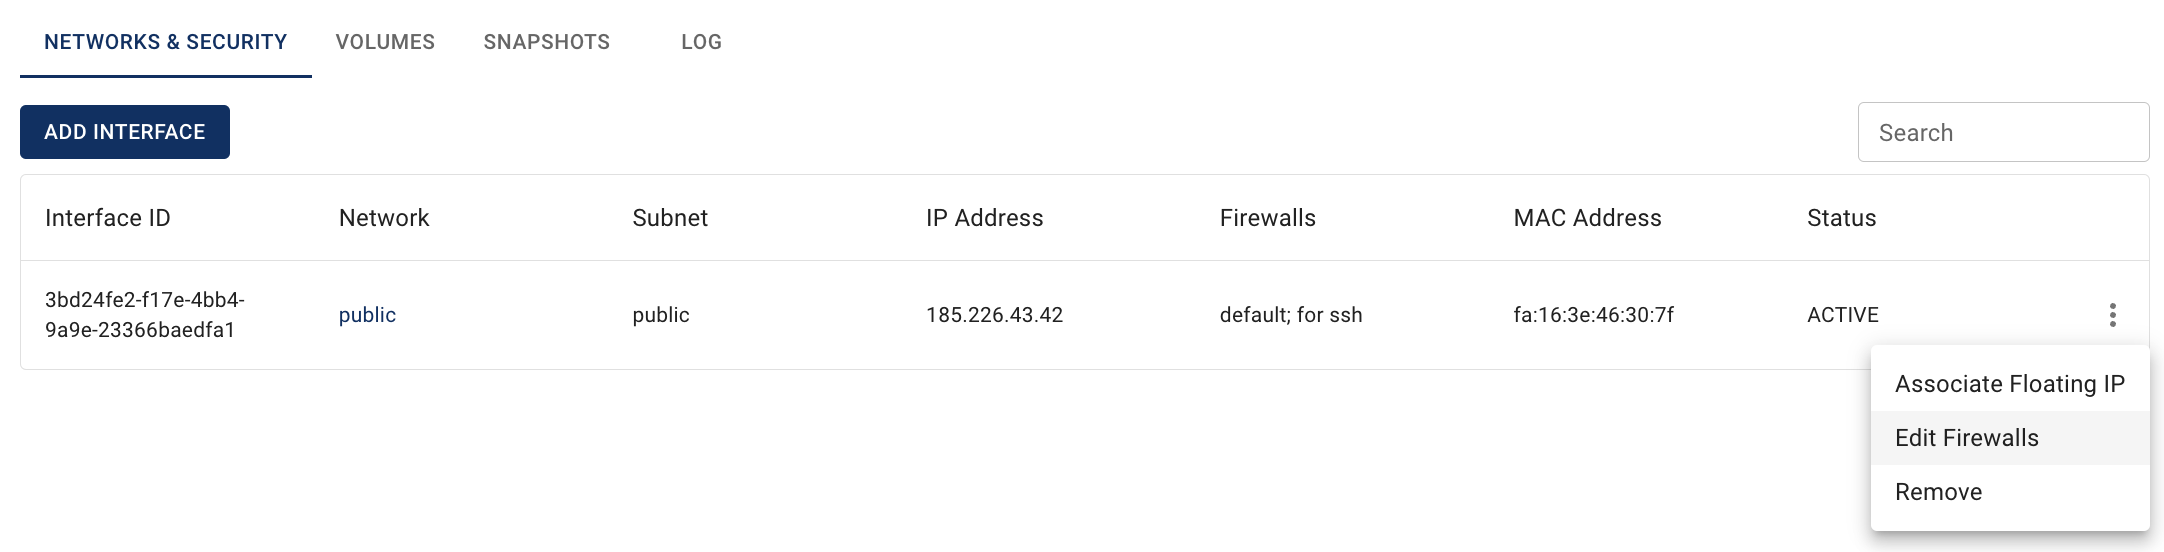 NETWORKS & SECURITY VOLUMES SNAPSHOTS LOG
ADD INTERFACE Search
Interface ID Network Subnet IP Address Firewalls MAC Address Status
3bd24fe2-f17e-4bb4-
9a9e-23366baedfa1 public public 185.226.43.42 default; for ssh fa:16:3e:46:30:7f ACTIVE
Associate Floating IP
Edit Firewalls
Remove